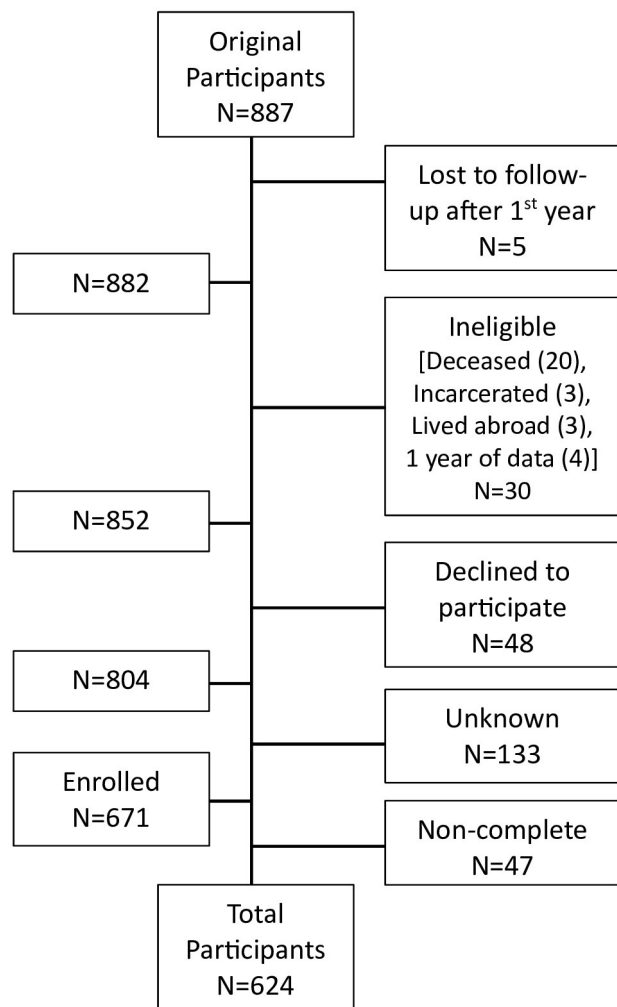 Original
Participants
N=887
Lost to follow-
up after 1st year
N=5
N=882
Ineligible
[Deceased (20),
Incarcerated (3),
Lived abroad (3),
1 year of data (4)]
N=30
N=852
Declined to
participate
N=48
N=804
Unknown
N=133
Enrolled
N=671
Non-complete
N=47
Total
Participants
N=624